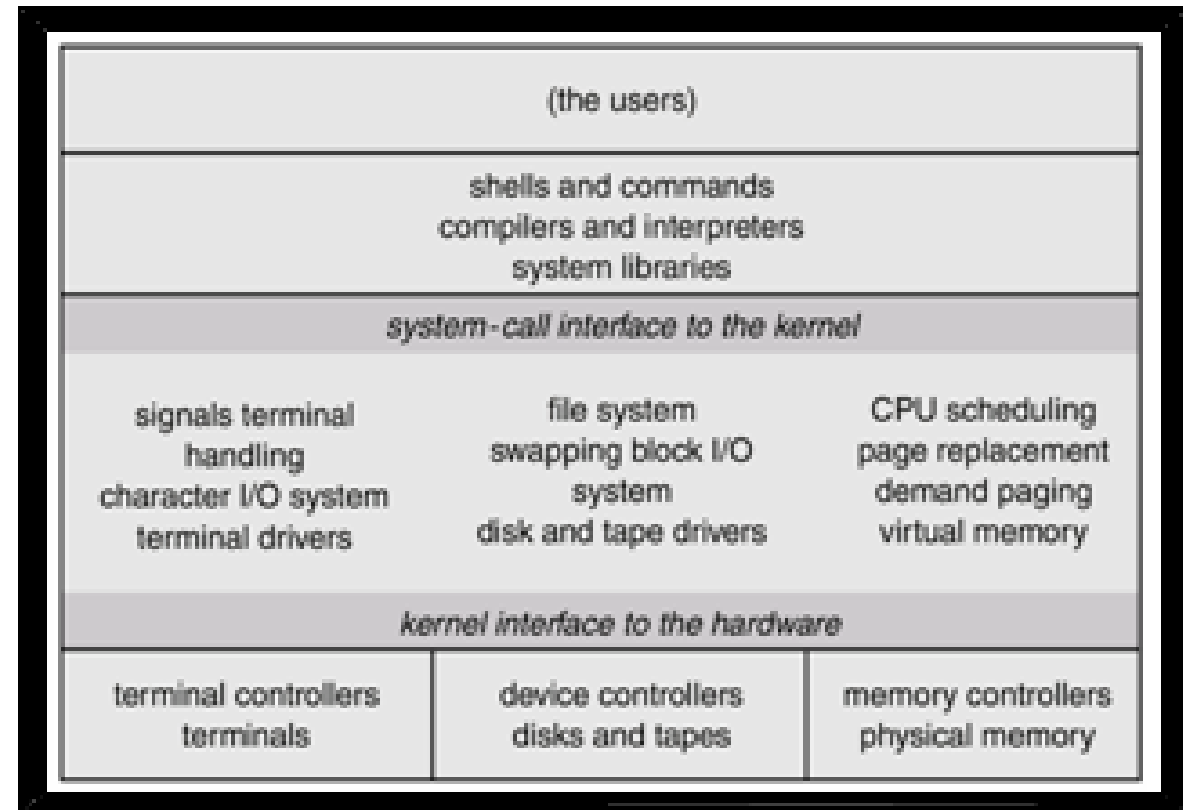 (the users)
shells and commands
compilers and interpreters
system libraries
system-call interface to the kernel
signals terminal
handling
character I/O system
terminal drivers
file system
swapping block I/O
system
disk and tape drivers
CPU scheduling
page replacement
demand paging
virtual memory
kernel interface to the hardware
terminal controllers
terminals
device controllers
disks and tapes
memory controllers
physical memory